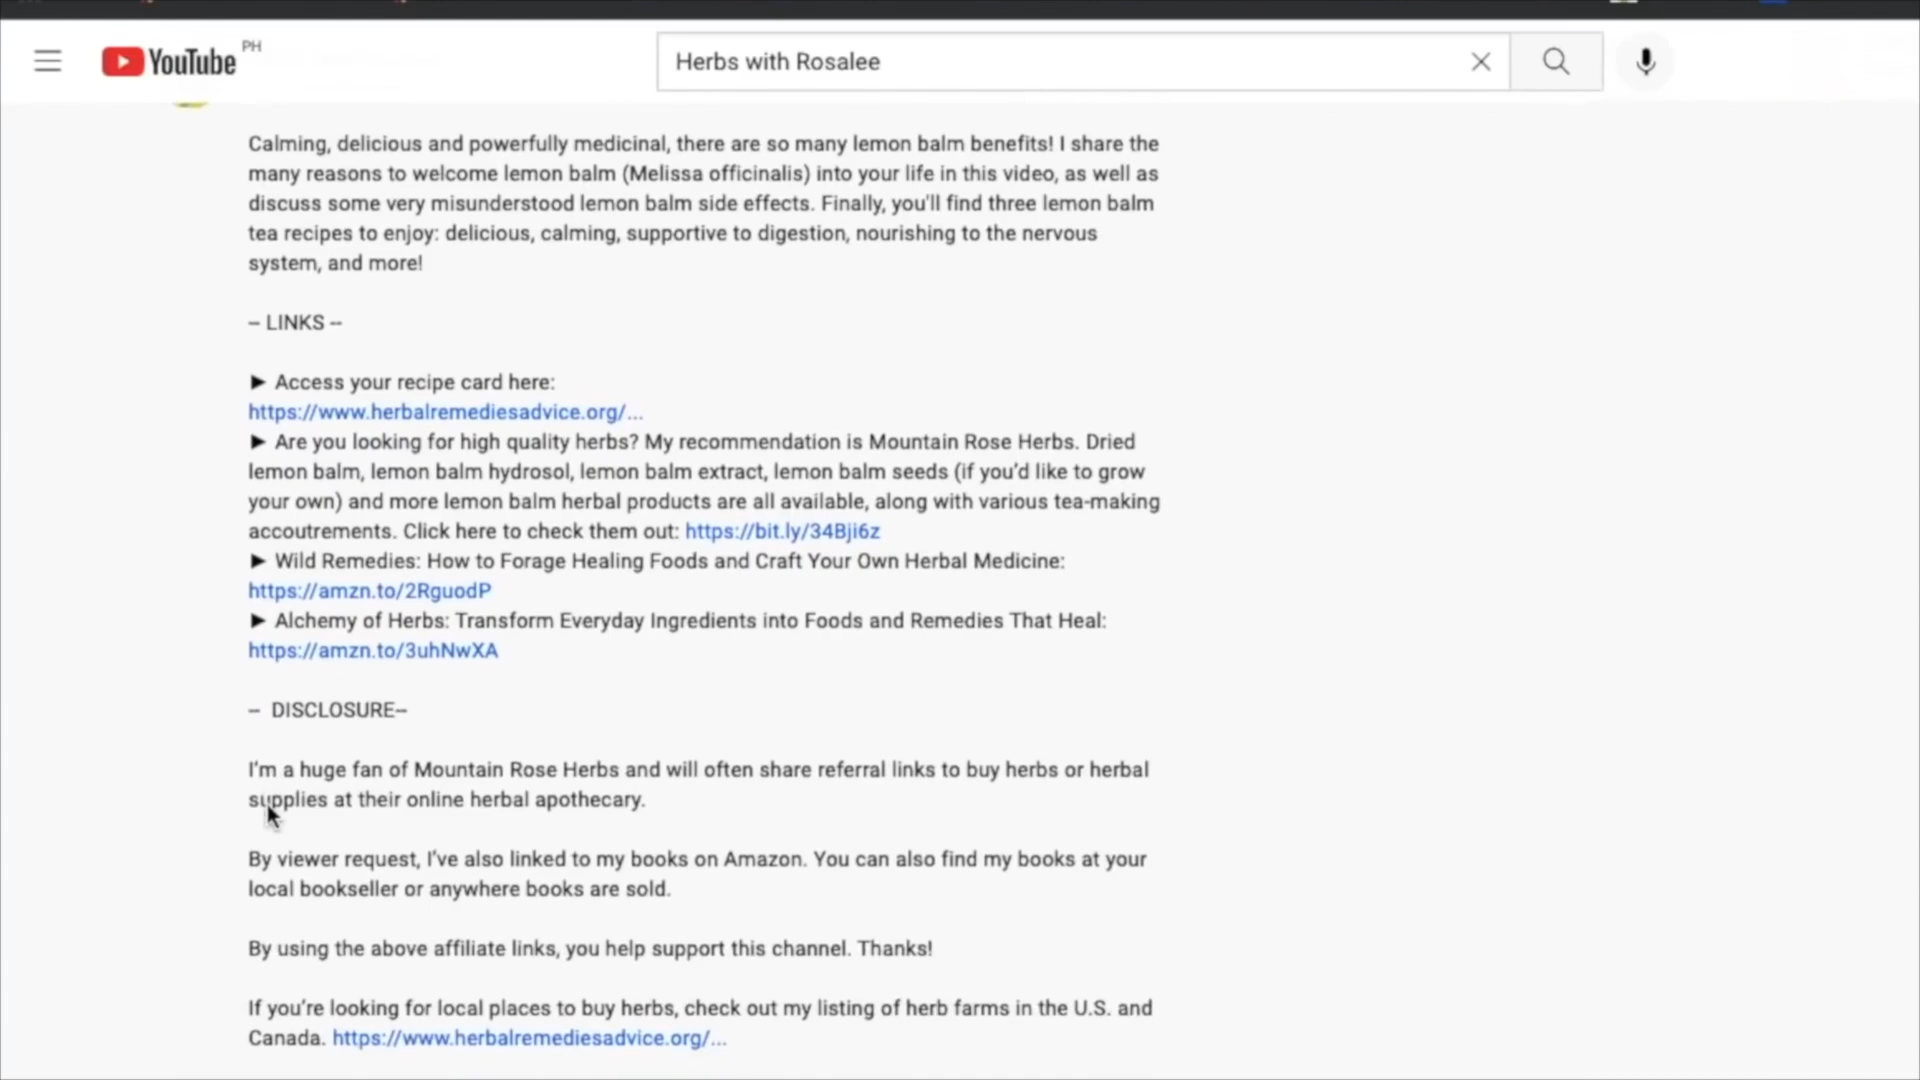 YouTube PH
Herbs with Rosalee
Calming, delicious and powerfully medicinal, there are so many lemon balm benefits! I share the
many reasons to welcome lemon balm (Melissa officinalis) into your life in this video, as well as
discuss some very misunderstood lemon balm side effects. Finally, you'll find three lemon balm
tea recipes to enjoy: delicious, calming, supportive to digestion, nourishing to the nervous
system, and more!
-- LINKS --
► Access your recipe card here:
https://www.herbalremediesadvice.org/...
► Are you looking for high quality herbs? My recommendation is Mountain Rose Herbs. Dried
lemon balm, lemon balm hydrosol, lemon balm extract, lemon balm seeds (if you’d like to grow
your own) and more lemon balm herbal products are all available, along with various tea-making
accoutrements. Click here to check them out: https://bit.ly/34Bji6z
► Wild Remedies: How to Forage Healing Foods and Craft Your Own Herbal Medicine:
https://amzn.to/2RguodP
► Alchemy of Herbs: Transform Everyday Ingredients into Foods and Remedies That Heal:
https://amzn.to/3uhNwXA
-- DISCLOSURE--
I’m a huge fan of Mountain Rose Herbs and will often share referral links to buy herbs or herbal
supplies at their online herbal apothecary.
By viewer request, I’ve also linked to my books on Amazon. You can also find my books at your
local bookseller or anywhere books are sold.
By using the above affiliate links, you help support this channel. Thanks!
If you’re looking for local places to buy herbs, check out my listing of herb farms in the U.S. and
Canada. https://www.herbalremediesadvice.org/...